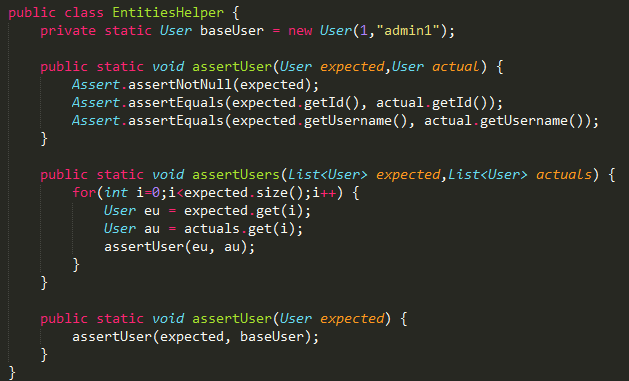 public class EntitiesHelper {
    private static User baseUser = new User(1,"admin1");

    public static void assertUser(User expected,User actual) {
        Assert.assertNotNull(expected);
        Assert.assertEquals(expected.getId(), actual.getId());
        Assert.assertEquals(expected.getUsername(), actual.getUsername());
    }

    public static void assertUsers(List<User> expected,List<User> actuals) {
        for(int i=0;i<expected.size();i++) {
            User eu = expected.get(i);
            User au = actuals.get(i);
            assertUser(eu, au);
        }
    }

    public static void assertUser(User expected) {
        assertUser(expected, baseUser);
    }
}